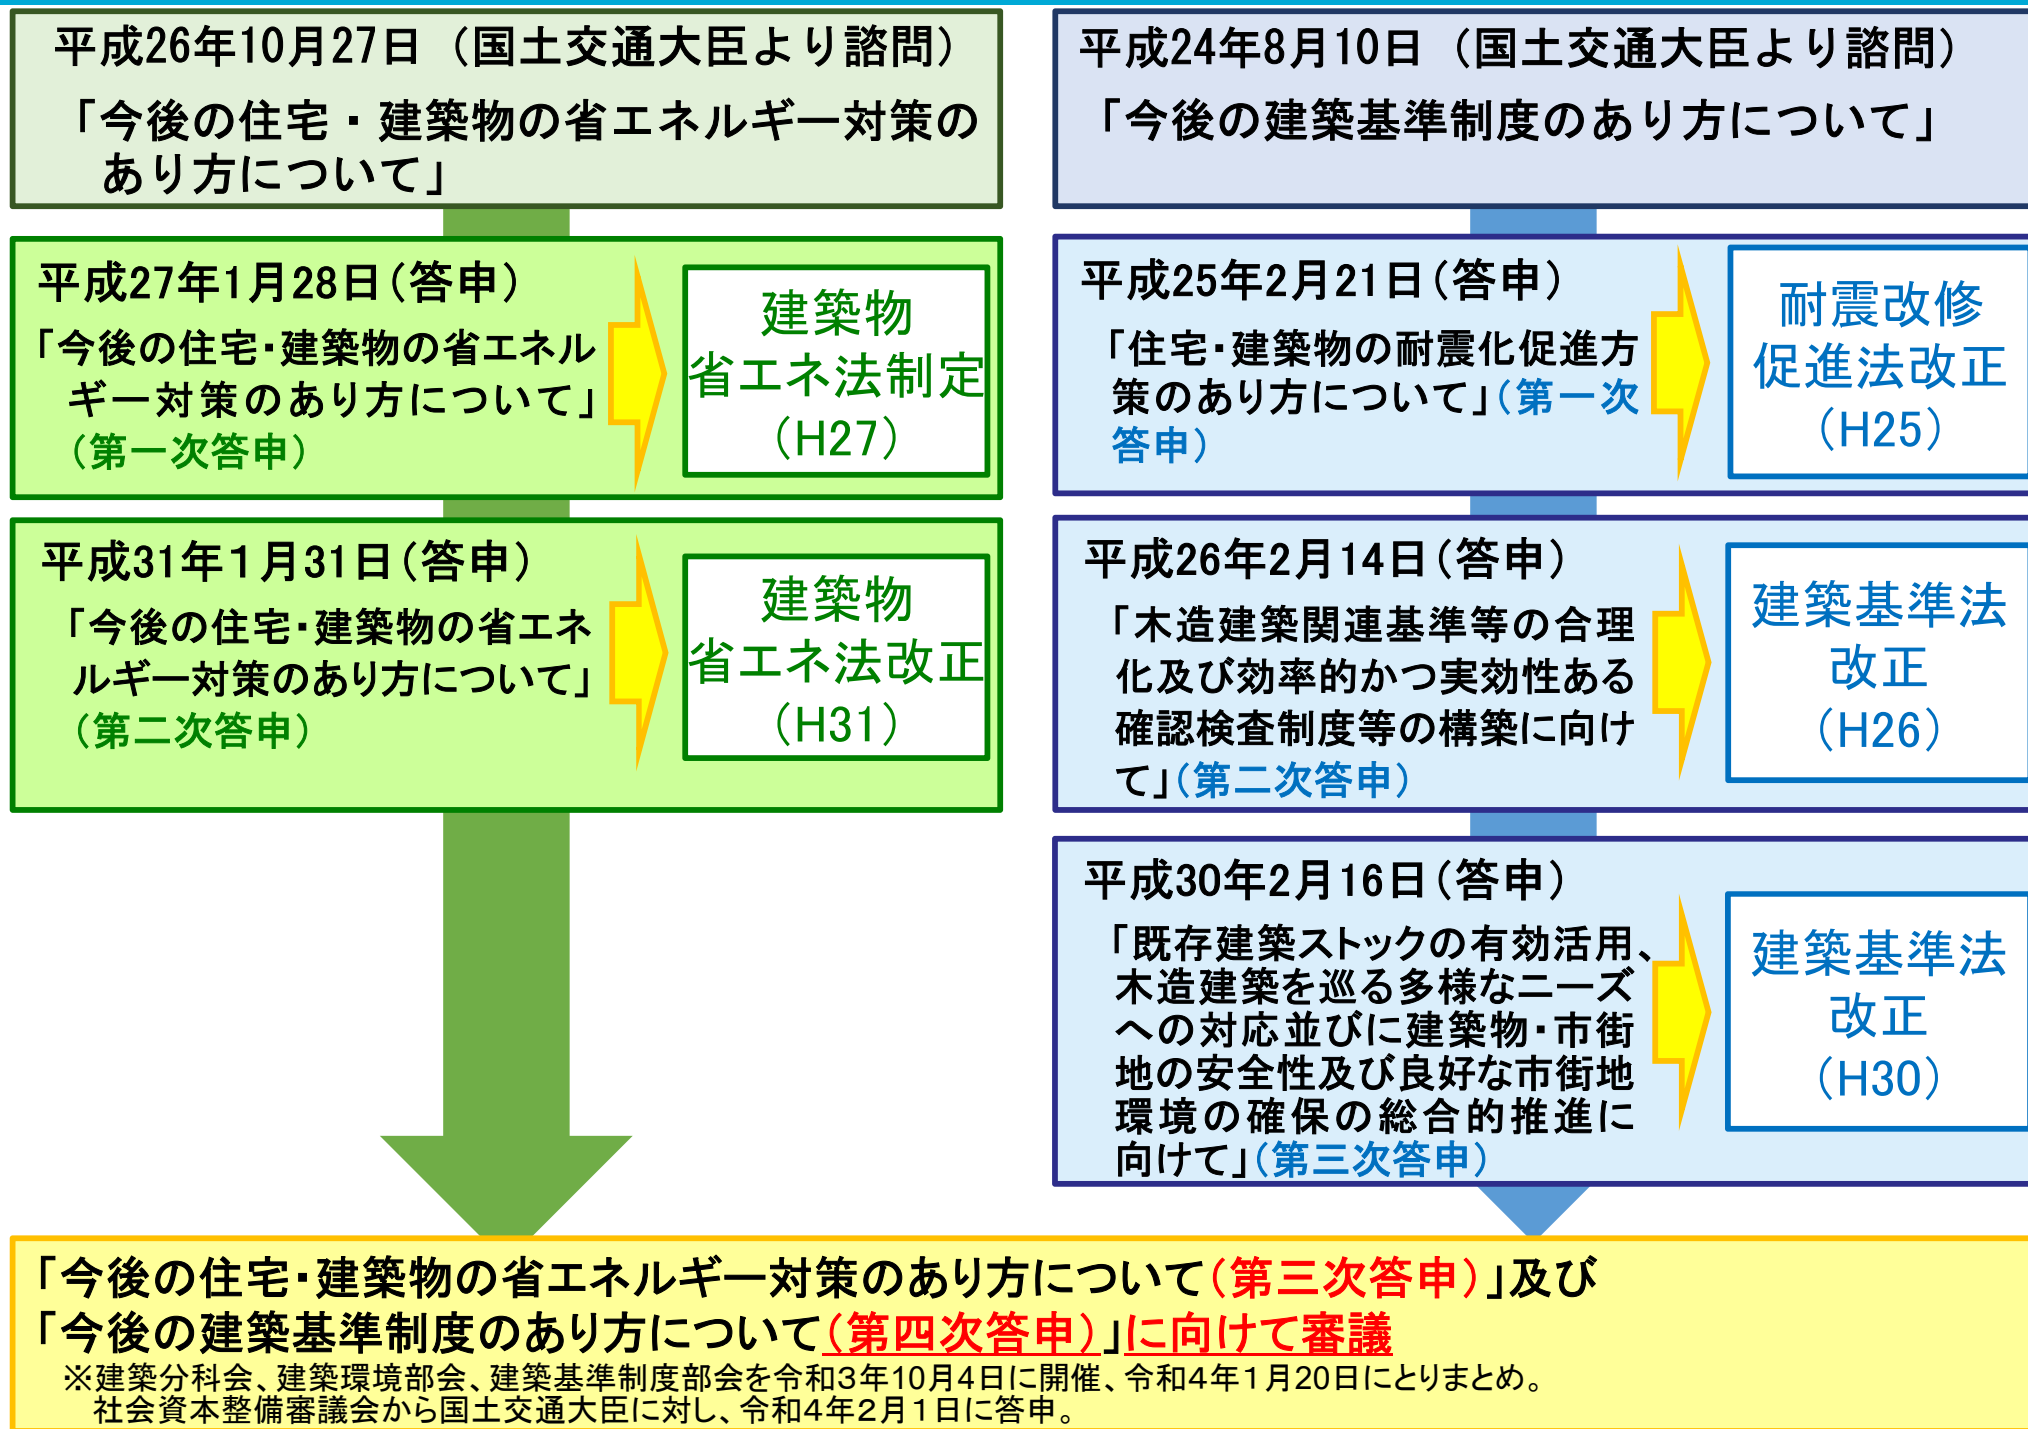 平成26年10月27日（国土交通大臣より諮問）
「今後の住宅・建築物の省エネルギー対策の
あり方について」
平成27年1月28日（答申）
「今後の住宅・建築物の省エネル
ギー対策のあり方について」
（第一次答申）
建築物
省エネ法制定
（H27）
平成31年１月31日（答申）
「今後の住宅・建築物の省エネ
ルギー対策のあり方について」
（第二次答申）
建築物
省エネ法改正
（H31）
平成24年8月10日（国土交通大臣より諮問）
「今後の建築基準制度のあり方について」
平成25年2月21日（答申）
「住宅・建築物の耐震化促進方
策のあり方について」（第一次
答申）
耐震改修
促進法改正
（H25）
平成26年2月14日（答申）
「木造建築関連基準等の合理
化及び効率的かつ実効性ある
確認検査制度等の構築に向け
て」（第二次答申）
建築基準法
改正
（H26）
平成30年2月16日（答申）
「既存建築ストックの有効活用、
木造建築を巡る多様なニーズ
への対応並びに建築物・市街
地の安全性及び良好な市街地
環境の確保の総合的推進に
向けて」（第三次答申）
建築基準法
改正
（H30）
「今後の住宅・建築物の省エネルギー対策のあり方について（第三次答申）」及び
「今後の建築基準制度のあり方について（第四次答申）」に向けて審議
※建築分科会、建築環境部会、建築基準制度部会を令和３年10月４日に開催、令和４年１月20日にとりまとめ。
社会資本整備審議会から国土交通大臣に対し、令和４年２月１日に答申。